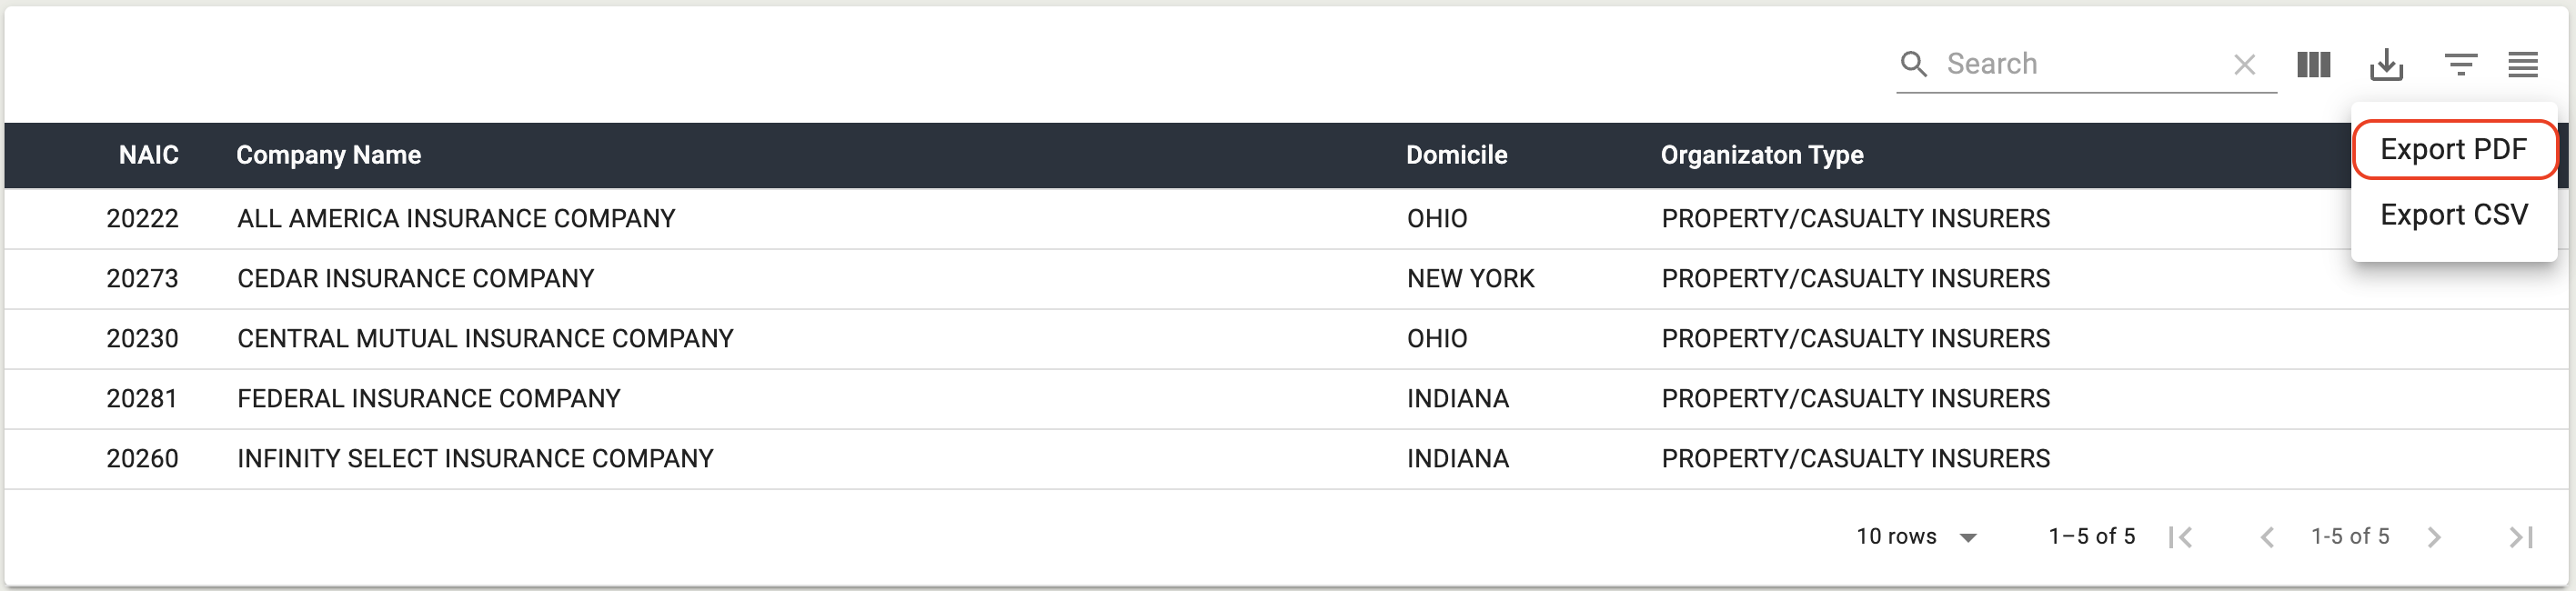 Search
Export PDF
Export CSV
NAIC Company Name Domicile Organizaton Type
20222 ALL AMERICA INSURANCE COMPANY OHIO PROPERTY/CASUALTY INSURERS
20273 CEDAR INSURANCE COMPANY NEW YORK PROPERTY/CASUALTY INSURERS
20230 CENTRAL MUTUAL INSURANCE COMPANY OHIO PROPERTY/CASUALTY INSURERS
20281 FEDERAL INSURANCE COMPANY INDIANA PROPERTY/CASUALTY INSURERS
20260 INFINITY SELECT INSURANCE COMPANY INDIANA PROPERTY/CASUALTY INSURERS
10 rows 1–5 of 5 1-5 of 5